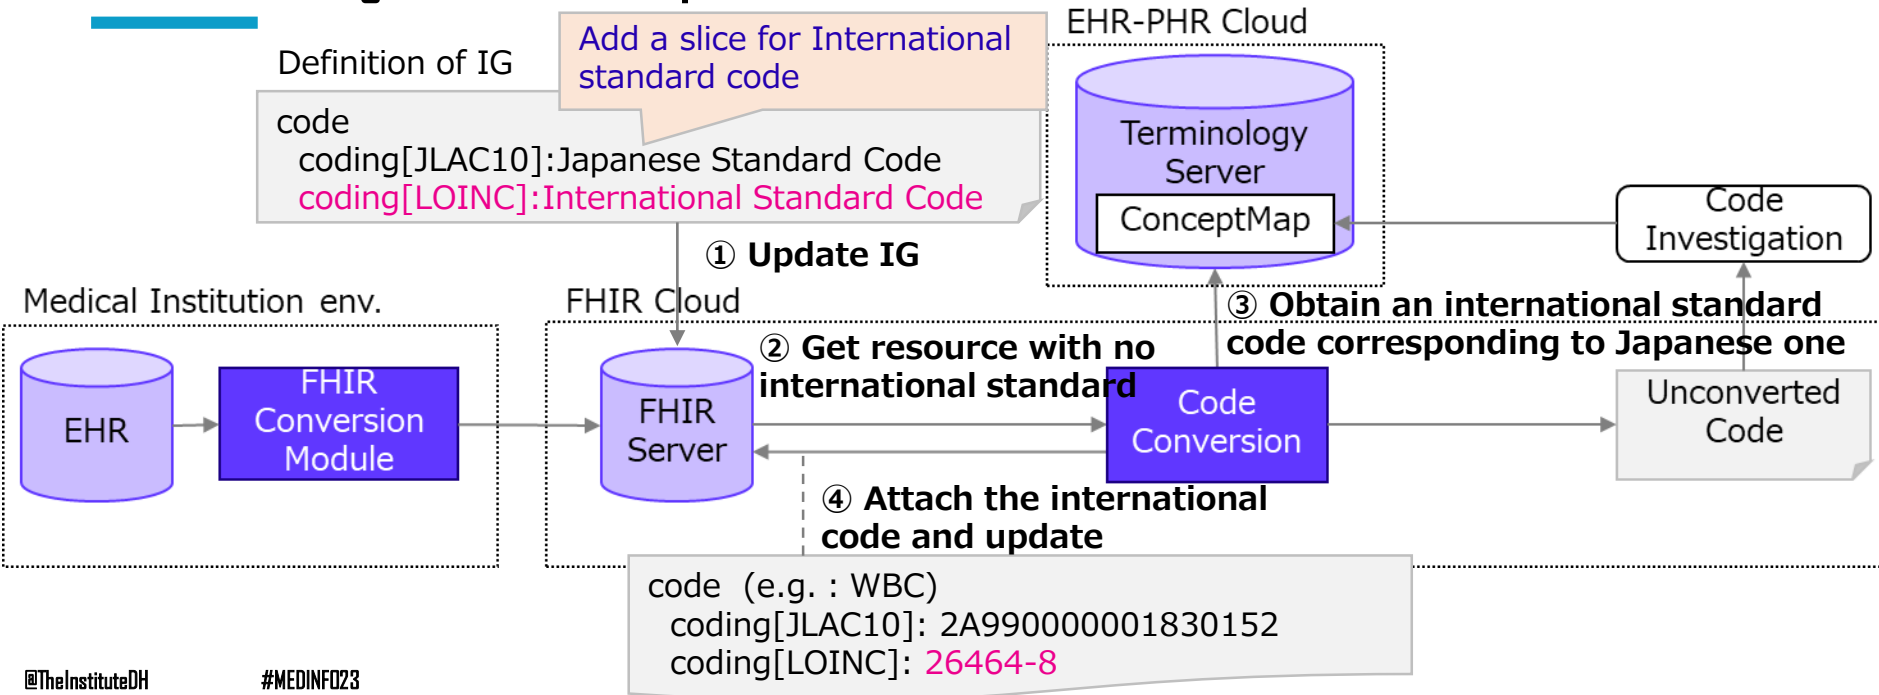 EHR-PHR Cloud
Add a slice for International
standard code
Definition of IG
code
coding[JLAC10]:Japanese Standard Code
coding[LOINC]:International Standard Code
Terminology
Server
ConceptMap
Code
Investigation
① Update IG
Medical Institution env.
FHIR Cloud
③ Obtain an international standard
code corresponding to Japanese one
② Get resource with no
international standard
EHR
FHIR
Conversion
Module
FHIR
Server
Code
Conversion
Unconverted
Code
④ Attach the international
code and update
code (e.g. : WBC)
coding[JLAC10]: 2A990000001830152
coding[LOINC]: 26464-8
@TheInstituteDH
#MEDINFO23